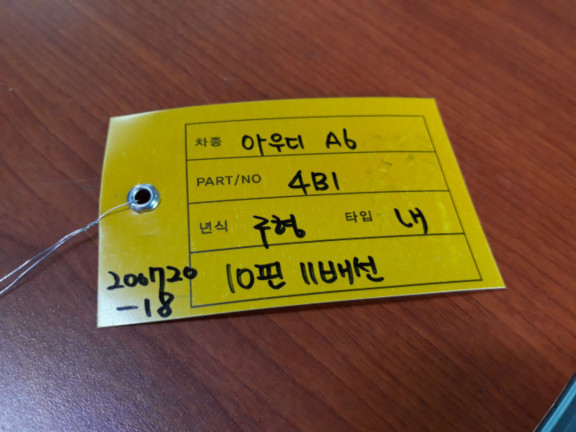 차종 아우디 A6
PART/NO 4B1
년식 구형 타입 내
10핀 11배선
200720
-18